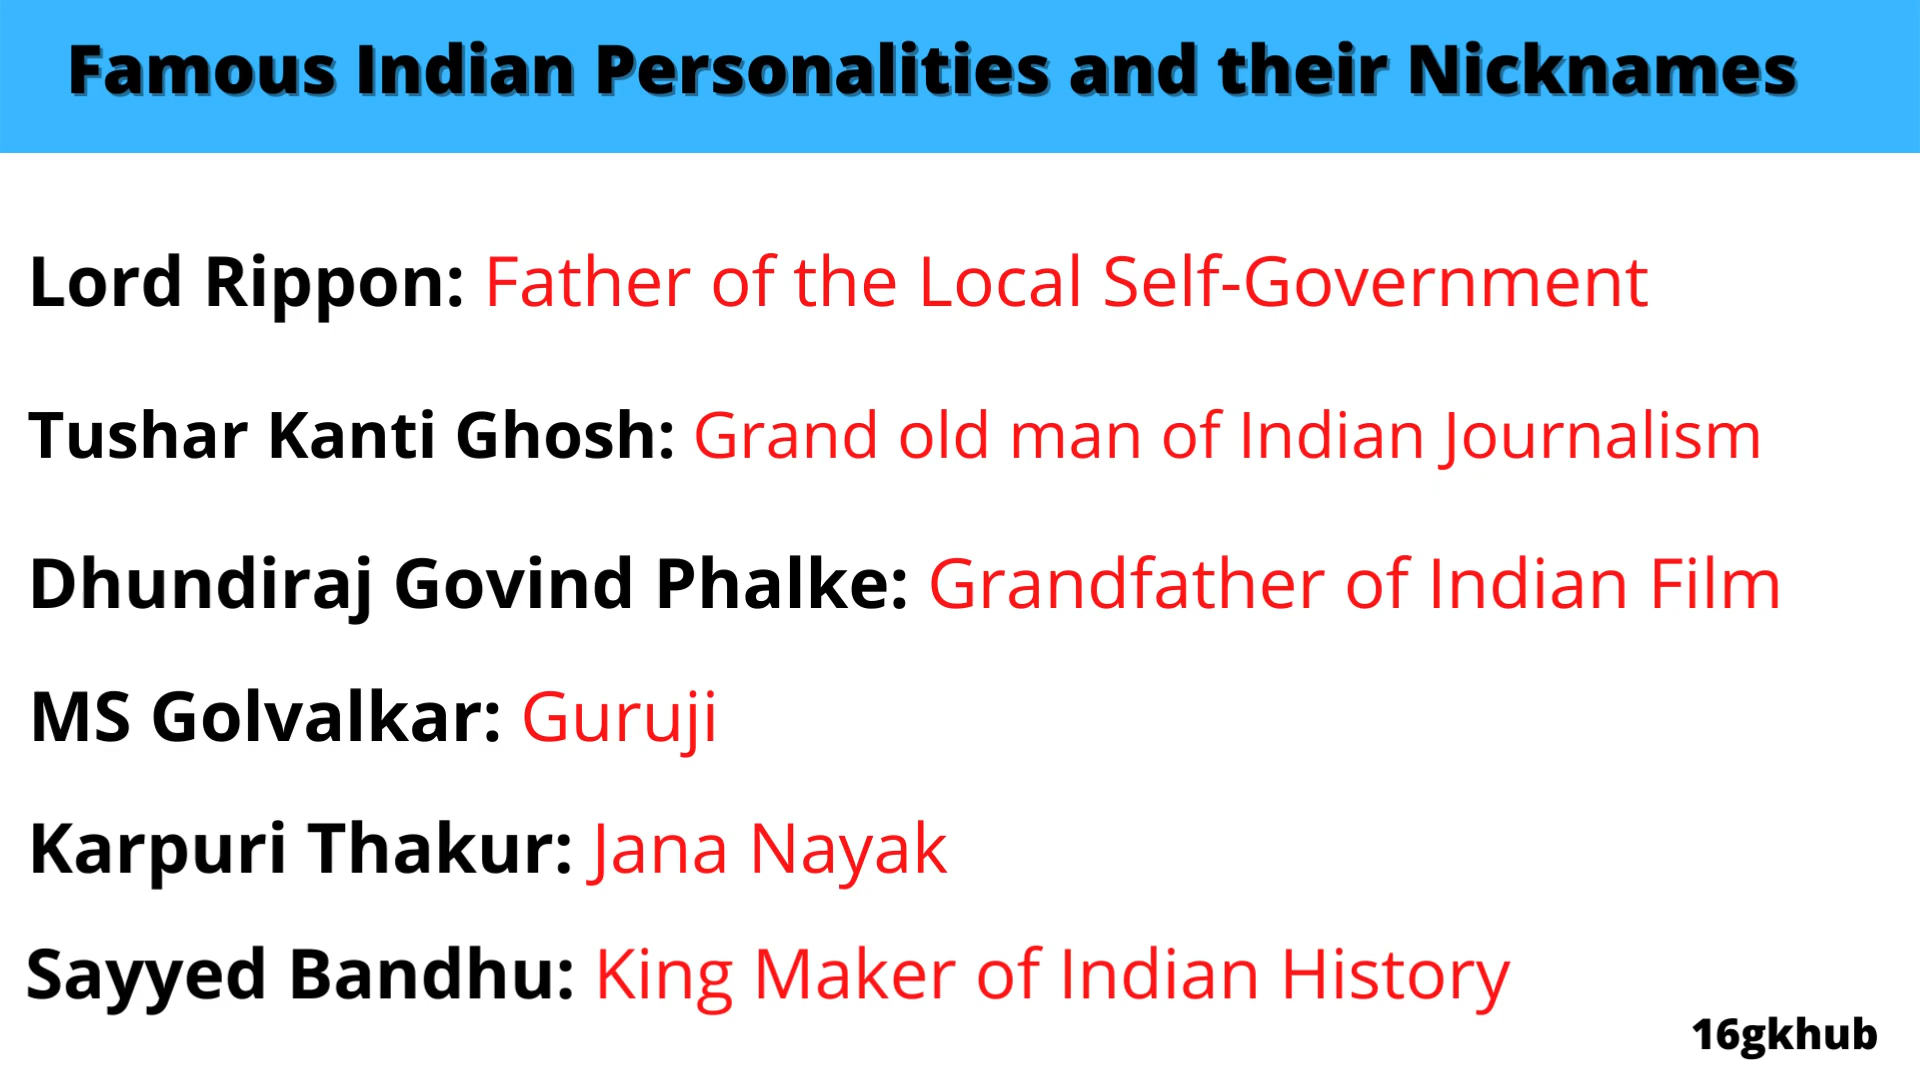 Famous Indian Personalities and their Nicknames
Lord Rippon: Father of the Local Self-Government
Tushar Kanti Ghosh: Grand old man of Indian Journalism
Dhundiraj Govind Phalke: Grandfather of Indian Film
MS Golvalkar: Guruji
Karpuri Thakur: Jana Nayak
Sayyed Bandhu: King Maker of Indian History
16gkhub